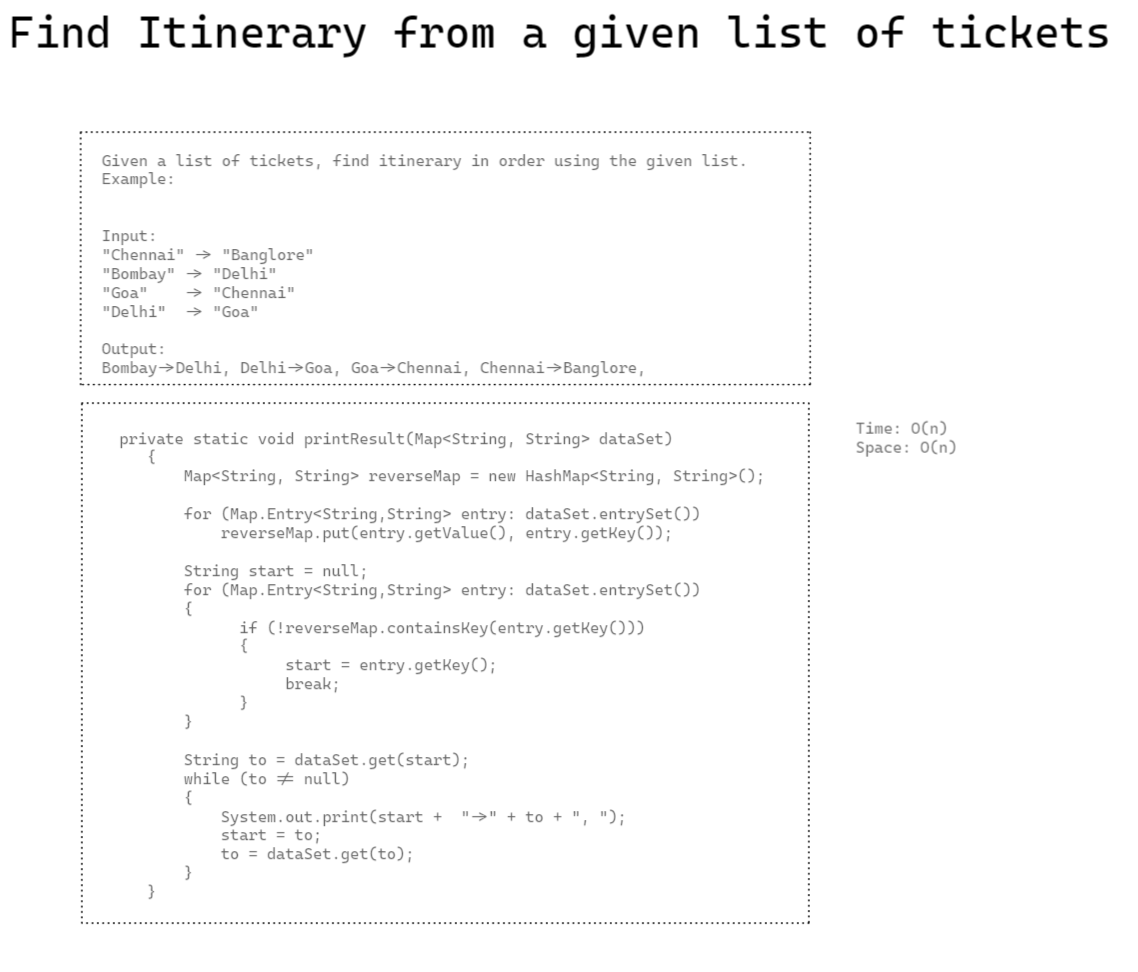 Find Itinerary from a given list of tickets
Given a list of tickets, find itinerary in order using the given list.
Example:
Input:
"Chennai" -> "Banglore"
"Bombay" -> "Delhi"
"Goa"    -> "Chennai"
"Delhi"  -> "Goa"
Output:
Bombay->Delhi, Delhi->Goa, Goa->Chennai, Chennai->Banglore,
Time: O(n)
Space: O(n)
private static void printResult(Map<String, String> dataSet)
{
Map<String, String> reverseMap = new HashMap<String, String>();
for (Map.Entry<String,String> entry: dataSet.entrySet())
reverseMap.put(entry.getValue(), entry.getKey());
String start = null;
for (Map.Entry<String,String> entry: dataSet.entrySet())
{
if (!reverseMap.containsKey(entry.getKey()))
{
start = entry.getKey();
break;
}
}
String to = dataSet.get(start);
while (to != null)
{
System.out.print(start +  "->" + to + ", ");
start = to;
to = dataSet.get(to);
}
}